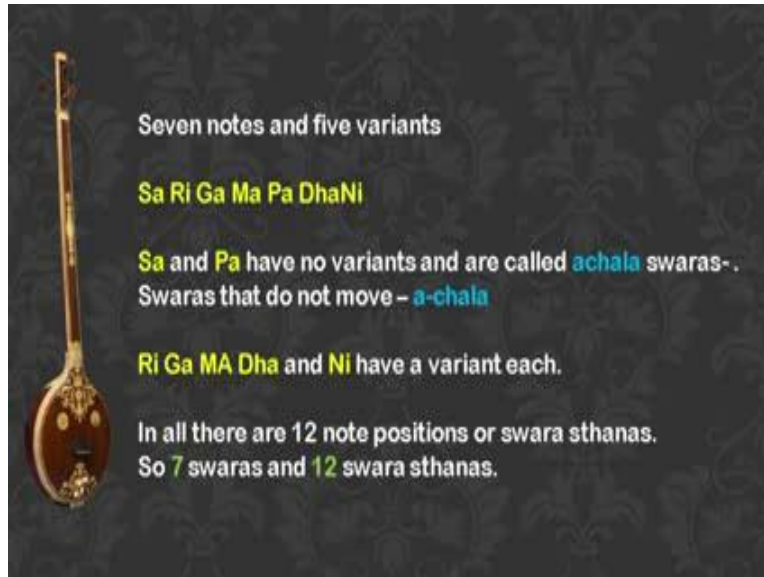 Seven notes and five variants
Sa Ri Ga Ma Pa DhaNi
Sa and Pa have no variants and are called achala swaras- .
Swaras that do not move – a-chala
Ri Ga MA Dha and Ni have a variant each.
In all there are 12 note positions or swara sthanas.
So 7 swaras and 12 swara sthanas.